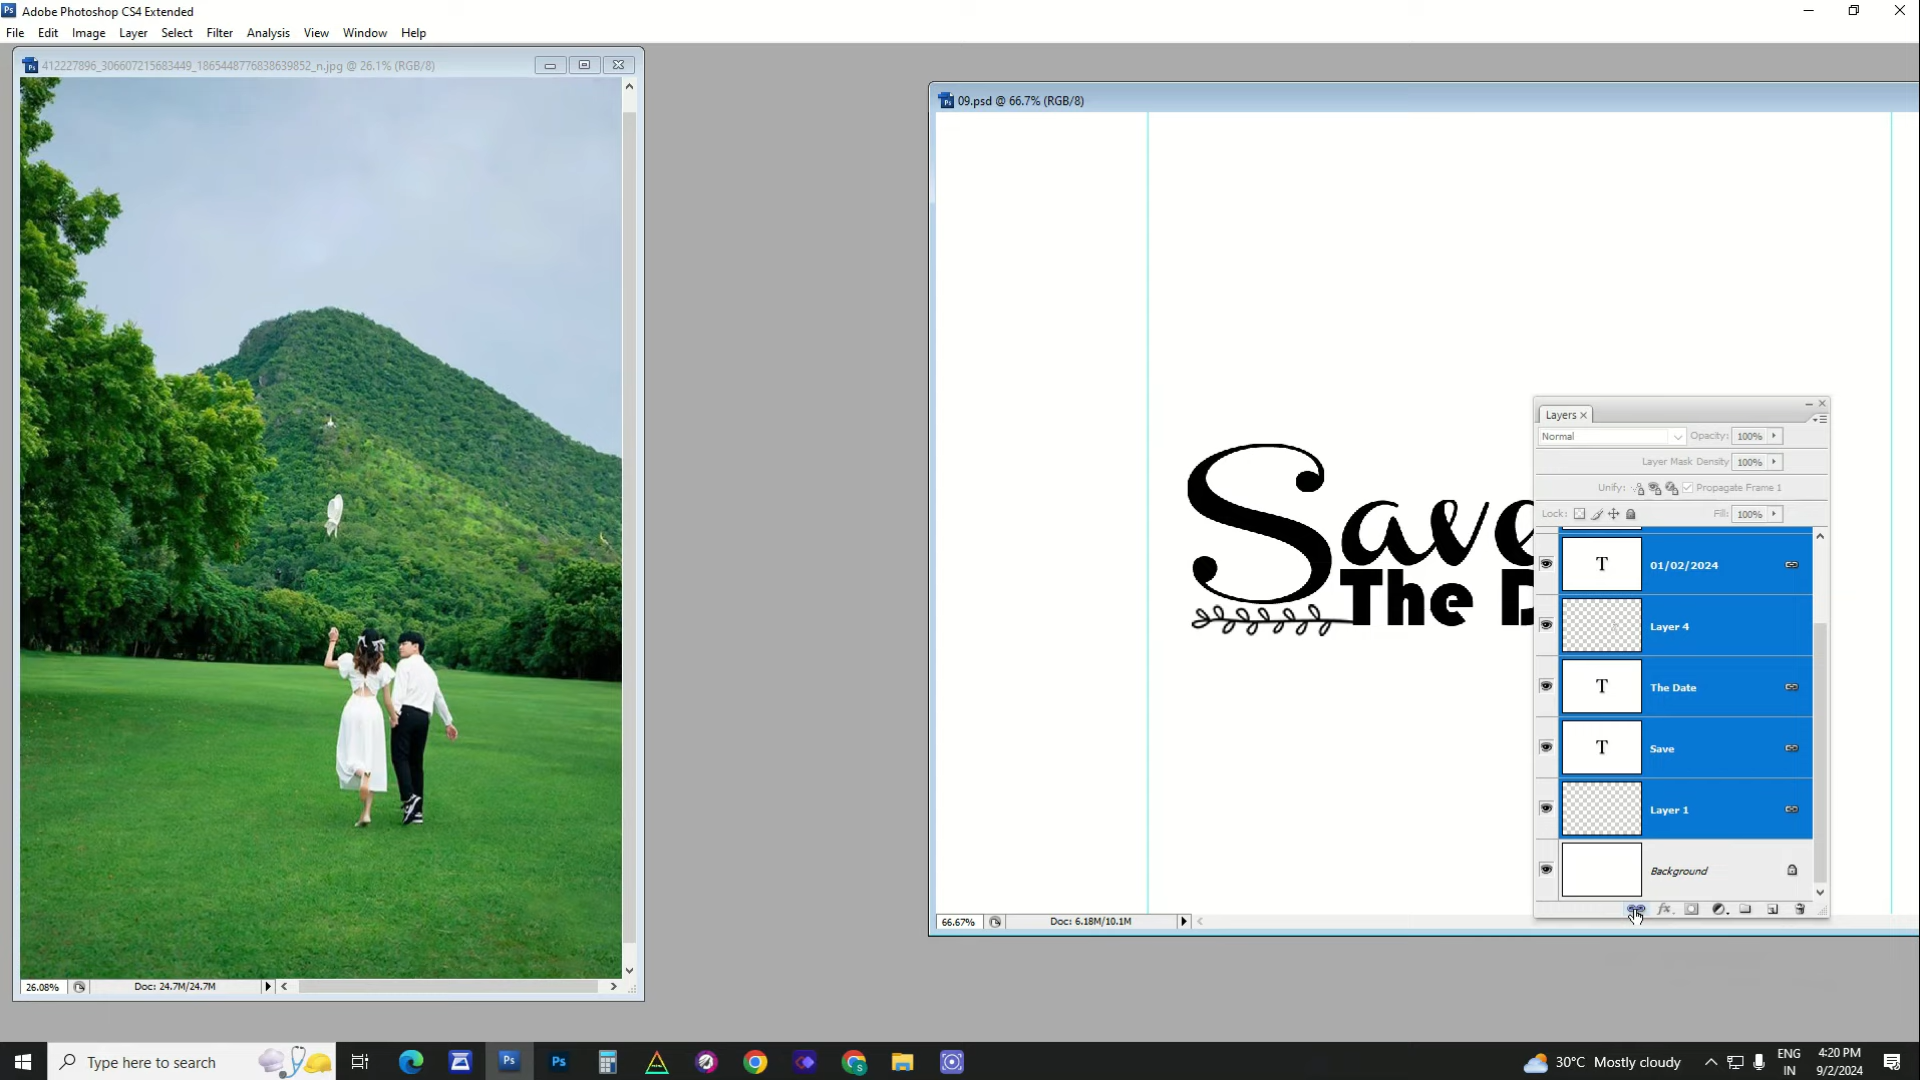 Adobe Photoshop CS4 Extended
File Edit Image Layer Select Filter Analysis View Window Help
412227896_306607215683449_1865448776838639852_n.jpg @ 26.1% (RGB/8)
09.psd @ 66.7% (RGB/8)
Save
The D
Layers
Normal Opacity: 100%
Layer Mask Density 100%
Unify: Propagate Frame 1
Lock: Fill: 100%
T 01/02/2024
Layer 4
T The Date
T Save
Layer 1
Background
fx
66.67% Doc: 6.18M/10.1M
26.08% Doc: 24.7M/24.7M
Type here to search
Ps Ps
30°C Mostly cloudy
ENG
IN
4:20 PM
9/2/2024